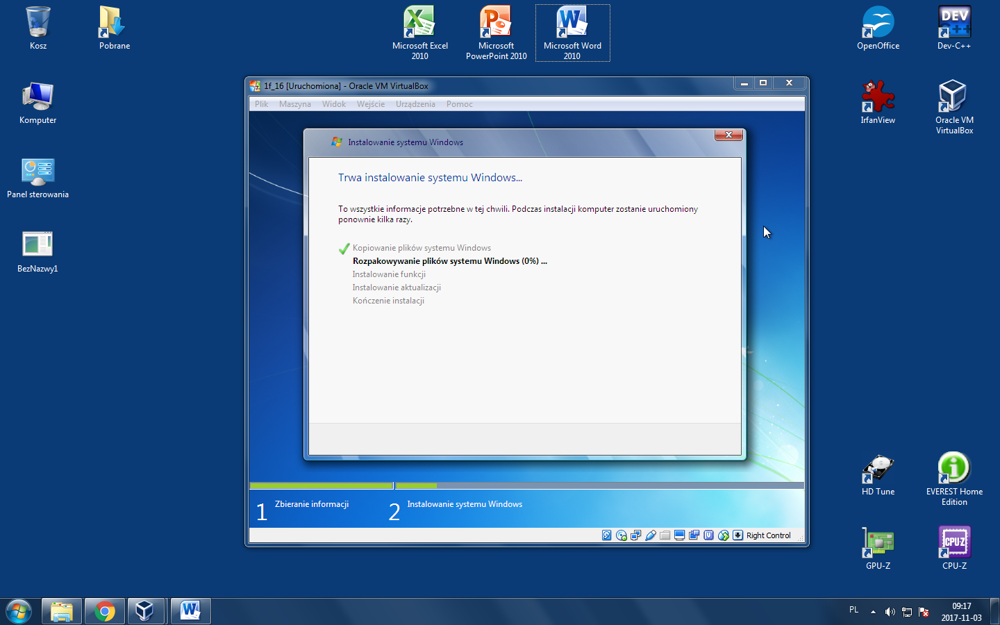 Kosz
Pobrane
Microsoft Excel
2010
Microsoft
PowerPoint 2010
Microsoft Word
2010
OpenOffice
DEV
C++
Dev-C++
Komputer
IrfanView
Oracle VM
VirtualBox
Panel sterowania
BezNazwy1
1f_16 [Uruchomiona] - Oracle VM VirtualBox
Plik Maszyna Widok Wejście Urządzenia Pomoc
Instalowanie systemu Windows
Trwa instalowanie systemu Windows...
To wszystkie informacje potrzebne w tej chwili. Podczas instalacji komputer zostanie uruchomiony
ponownie kilka razy.
Kopiowanie plików systemu Windows
Rozpakowywanie plików systemu Windows (0%) ...
Instalowanie funkcji
Instalowanie aktualizacji
Kończenie instalacji
1 Zbieranie informacji
2 Instalowanie systemu Windows
Right Control
HD Tune
EVEREST Home
Edition
GPU-Z
CPU-Z
CPU-Z
PL
09:17
2017-11-03